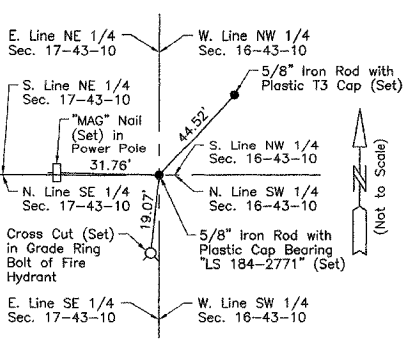 E. Line NE 1/4
Sec. 17-43-10
W. Line NW 1/4
Sec. 16-43-10
S. Line NE 1/4
Sec. 17-43-10
5/8" Iron Rod with
Plastic T3 Cap (Set)
"MAG" Nail
(Set) in
Power Pole
44.52'
31.76'
S. Line NW 1/4
Sec. 16-43-10
(Not to Scale)
N
N. Line SE 1/4
Sec. 17-43-10
N. Line SW 1/4
Sec. 16-43-10
19.07'
Cross Cut (Set)
in Grade Ring
Bolt of Fire
Hydrant
5/8" Iron Rod with
Plastic Cap Bearing
"LS 184-2771" (Set)
E. Line SE 1/4
Sec. 17-43-10
W. Line SW 1/4
Sec. 16-43-10